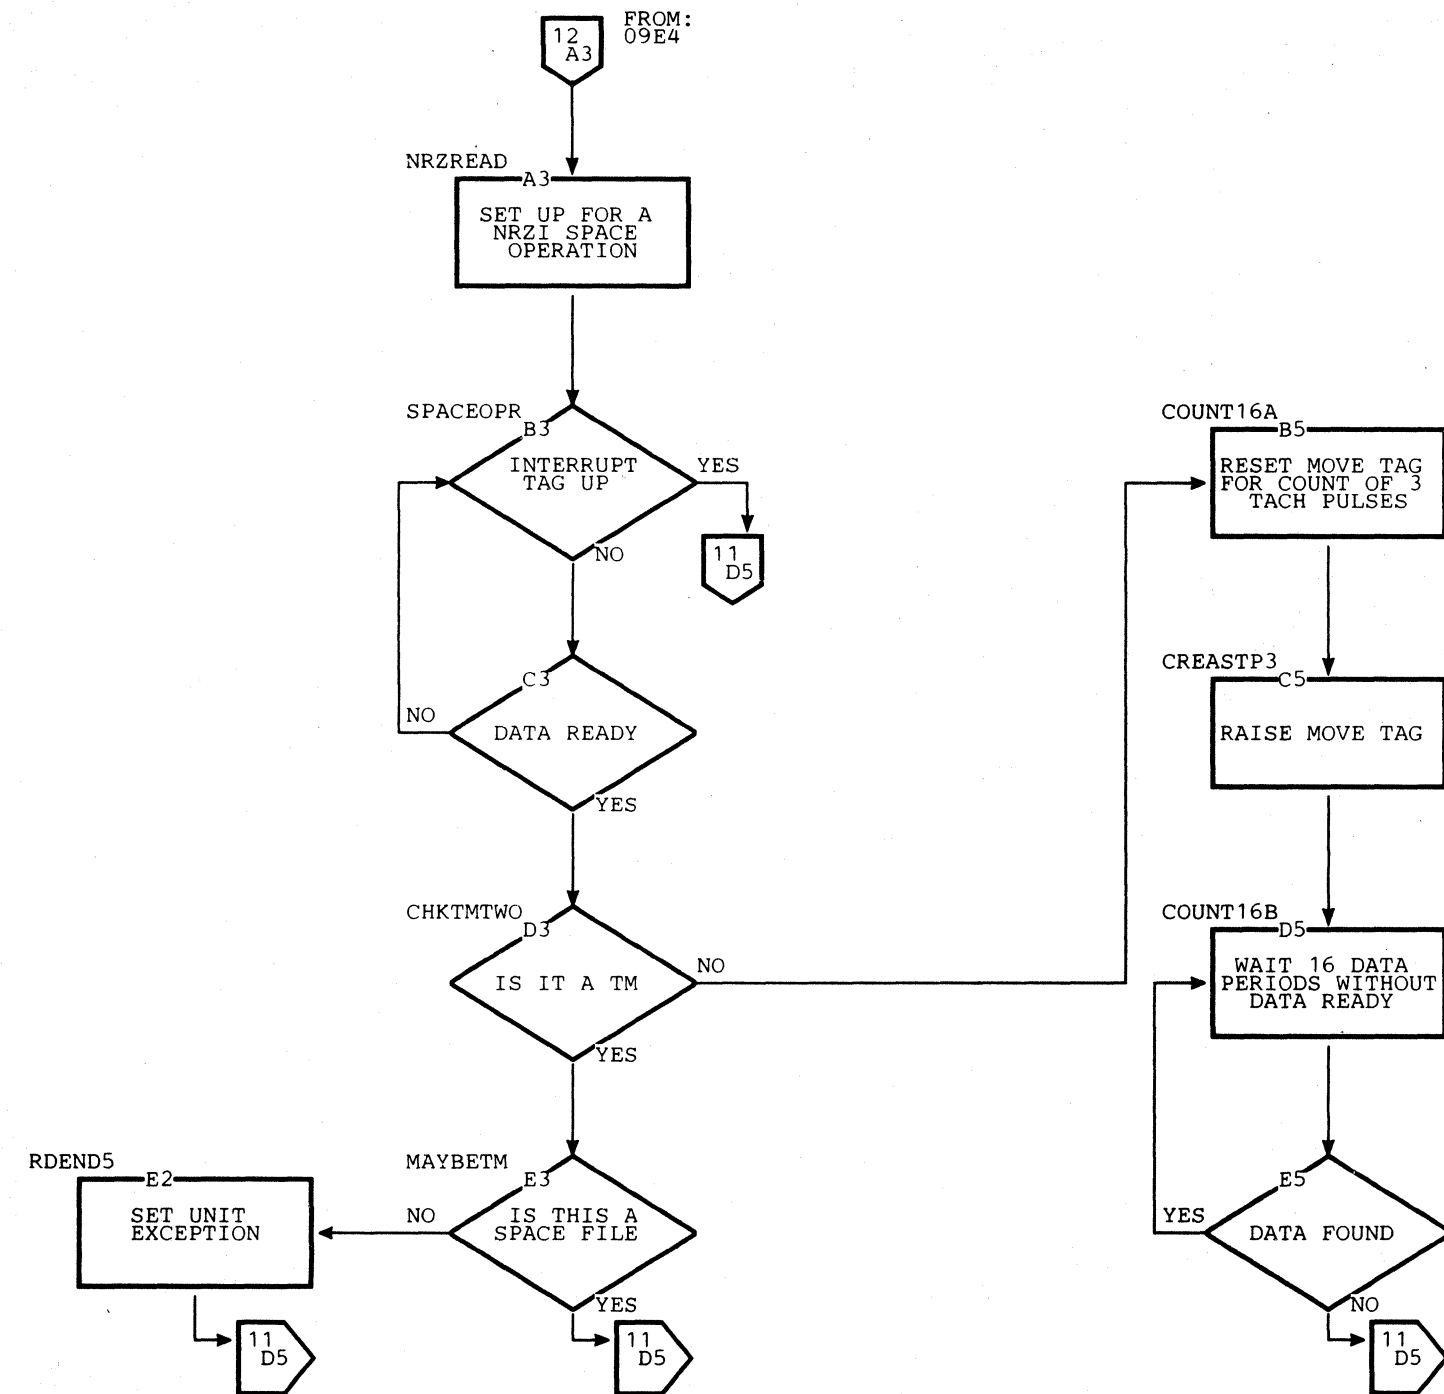 FROM:
09E4
12
A3
NRZREAD
A3
SET UP FOR A
NRZI SPACE
OPERATION
SPACEOPR
B3
INTERRUPT
TAG UP
YES
NO
11
D5
C3
DATA READY
NO
YES
CHKTMTWO
D3
IS IT A TM
NO
YES
MAYBETM
E3
IS THIS A
SPACE FILE
NO
YES
11
D5
RDEND5
E2
SET UNIT
EXCEPTION
11
D5
COUNT16A
B5
RESET MOVE TAG
FOR COUNT OF 3
TACH PULSES
CREASTP3
C5
RAISE MOVE TAG
COUNT16B
D5
WAIT 16 DATA
PERIODS WITHOUT
DATA READY
E5
DATA FOUND
YES
NO
11
D5